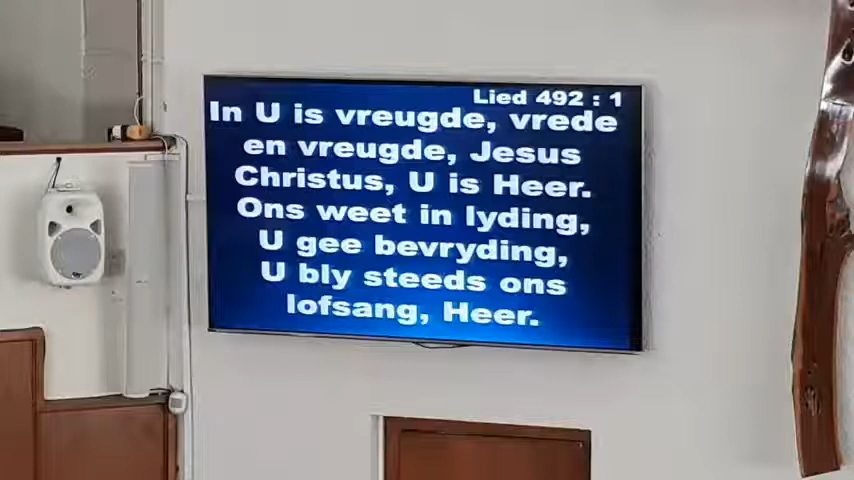 Lied 492 : 1
In U is vreugde, vrede
en vreugde, Jesus
Christus, U is Heer.
Ons weet in lyding,
U gee bevryding,
U bly steeds ons
lofsang, Heer.